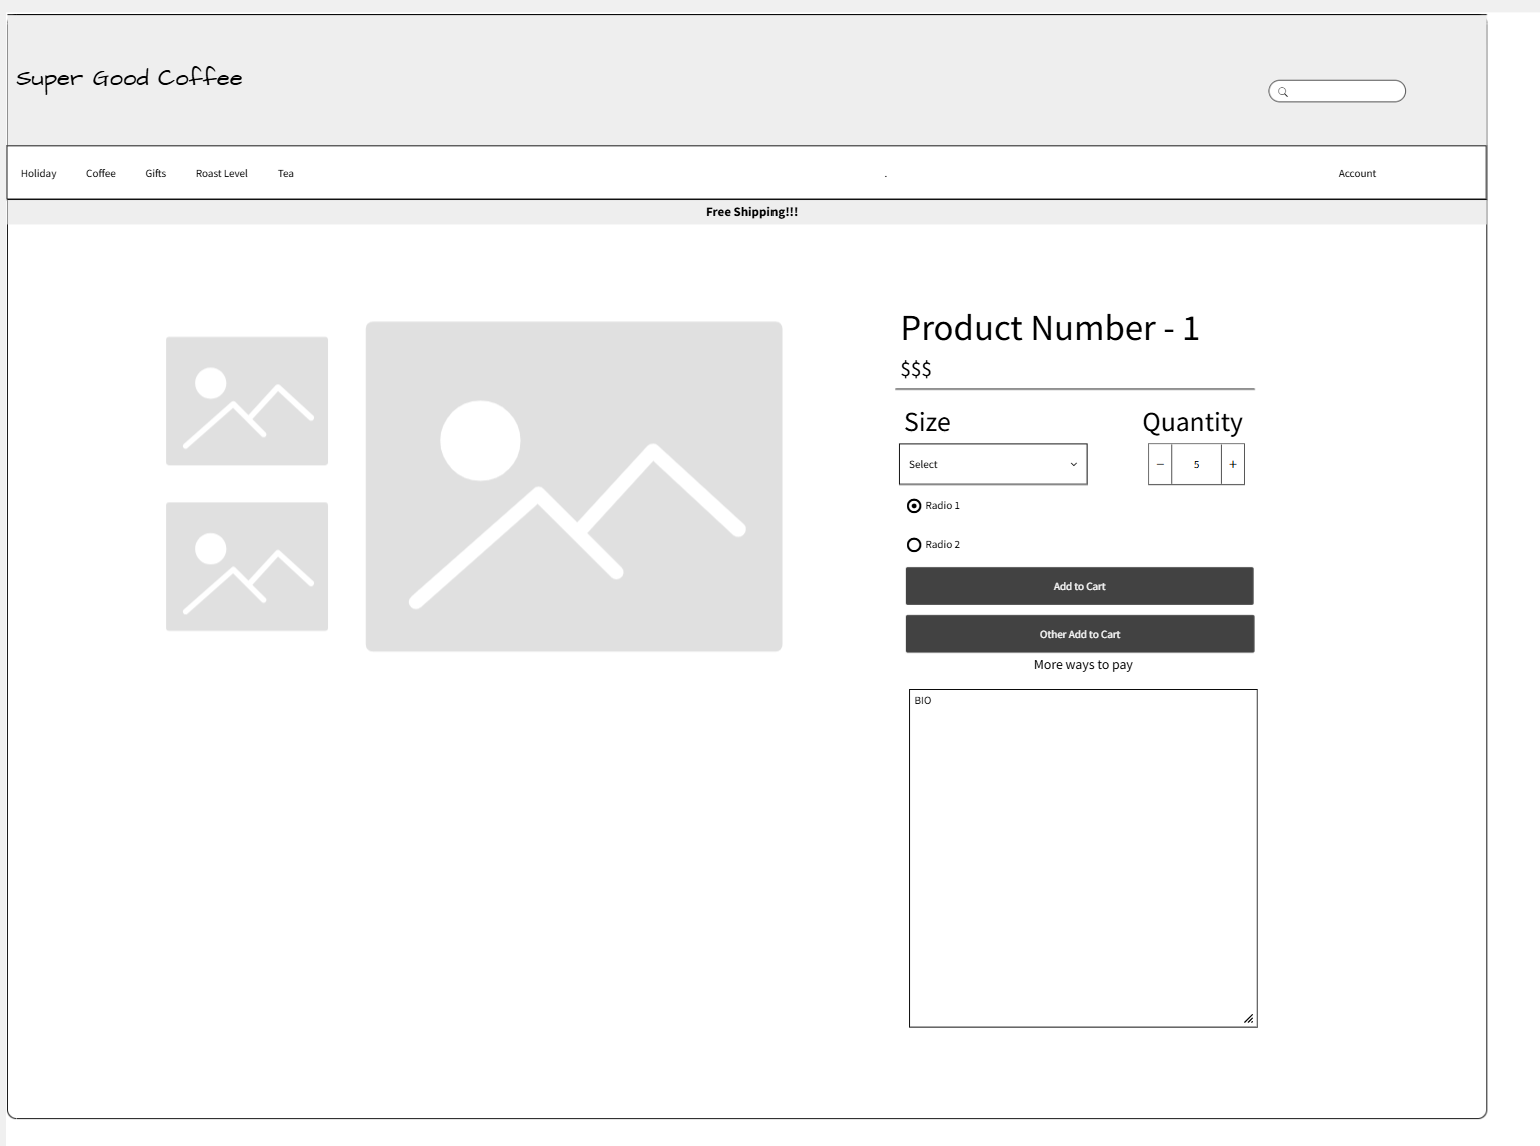 Super Good Coffee
Holiday Coffee Gifts Roast Level Tea . Account
Free Shipping!!!
Product Number - 1
$$$
Size Quantity
Select − 5 +
Radio 1
Radio 2
Add to Cart
Other Add to Cart
More ways to pay
BIO